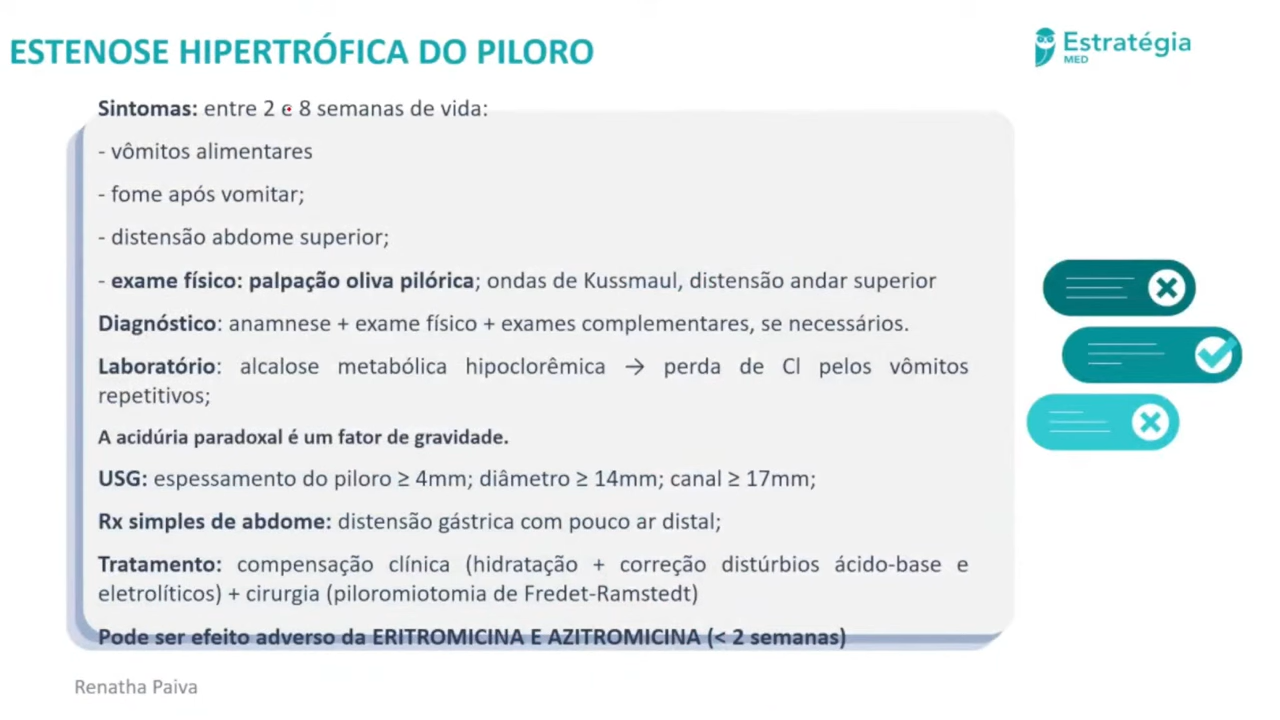 ESTENOSE HIPERTRÓFICA DO PILORO
Estratégia
MED
Sintomas: entre 2 e 8 semanas de vida:
- vômitos alimentares
- fome após vomitar;
- distensão abdome superior;
- exame físico: palpação oliva pilórica; ondas de Kussmaul, distensão andar superior
Diagnóstico: anamnese + exame físico + exames complementares, se necessários.
Laboratório: alcalose metabólica hipoclorêmica → perda de Cl pelos vômitos
repetitivos;
A acidúria paradoxal é um fator de gravidade.
USG: espessamento do piloro ≥ 4mm; diâmetro ≥ 14mm; canal ≥ 17mm;
Rx simples de abdome: distensão gástrica com pouco ar distal;
Tratamento: compensação clínica (hidratação + correção distúrbios ácido-base e
eletrolíticos) + cirurgia (piloromiotomia de Fredet-Ramstedt)
Pode ser efeito adverso da ERITROMICINA E AZITROMICINA (< 2 semanas)
Renatha Paiva